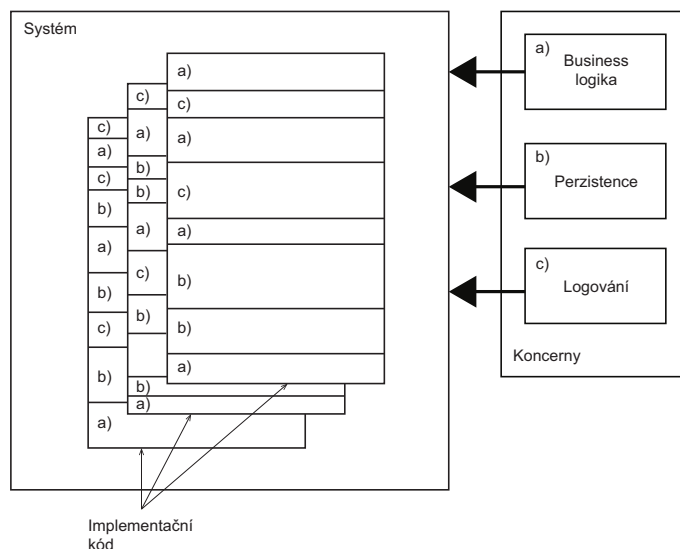 Systém
a)
c)
a)
c)
a)
b)
b)
a)
c)
a)
b)
b)
a)
c)
b)
b)
a)
c)
a)
c)
b)
a)
b)
c)
b)
a)
a)
Business
logika
b)
Perzistence
c)
Logování
Koncerny
Implementační
kód